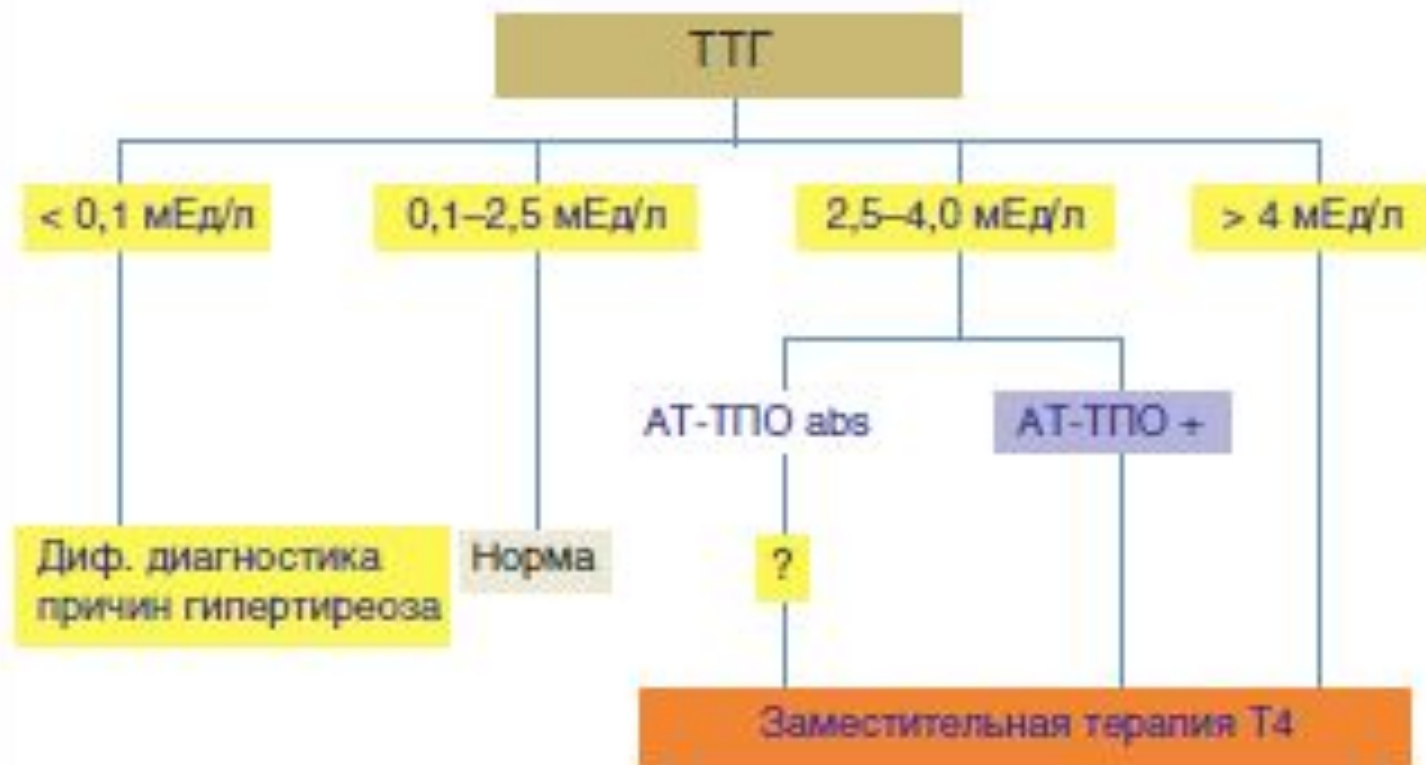 ТТГ
< 0,1 мЕд/л
0,1–2,5 мЕд/л
2,5–4,0 мЕд/л
> 4 мЕд/л
АТ-ТПО abs
АТ-ТПО +
Диф. диагностика
причин гипертиреоза
Норма
?
Заместительная терапия Т4